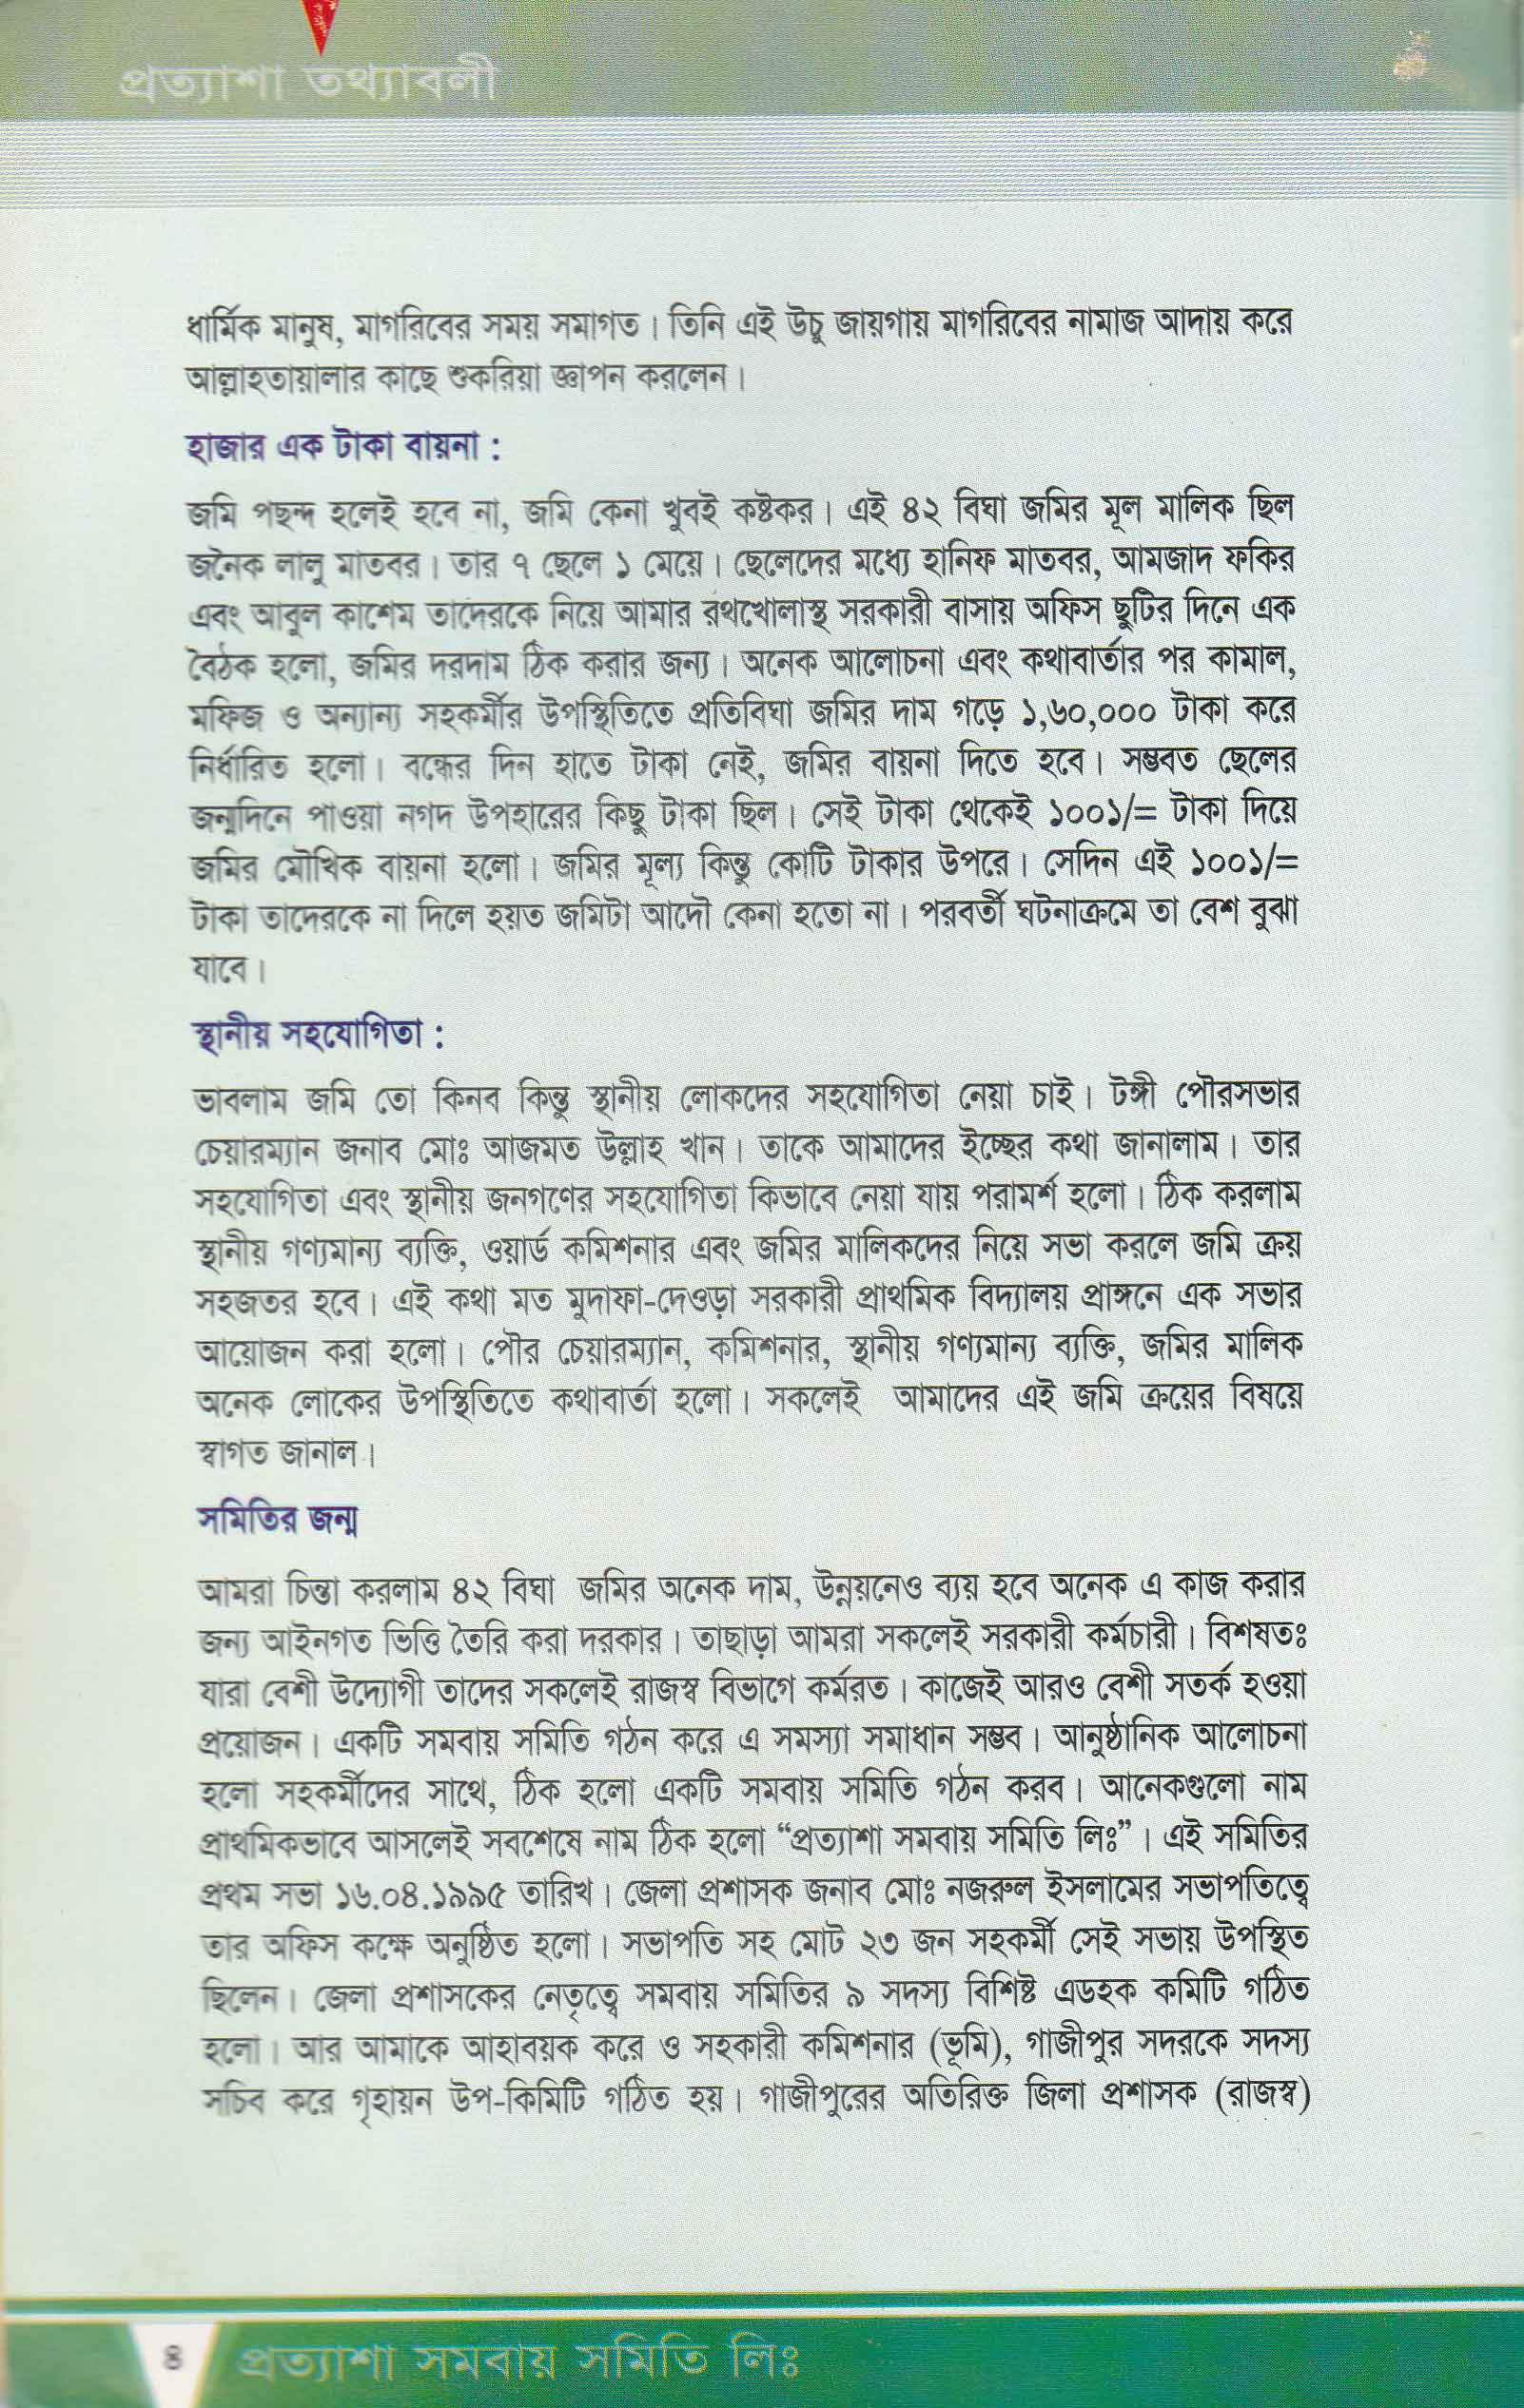 প্রত্যাশা তথ্যাবলী
ধার্মিক মানুষ, মাগরিবের সময় সমাগত। তিনি এই উচু জায়গায় মাগরিবের নামাজ আদায় করে
আল্লাহতায়ালার কাছে শুকরিয়া জ্ঞাপন করলেন।
হাজার এক টাকা বায়না :
জমি পছন্দ হলেই হবে না, জমি কেনা খুবই কষ্টকর। এই ৪২ বিঘা জমির মূল মালিক ছিল
জনৈক লালু মাতবর। তার ৭ ছেলে ১ মেয়ে। ছেলেদের মধ্যে হানিফ মাতবর, আমজাদ ফকির
এবং আবুল কাশেম তাদেরকে নিয়ে আমার রথখোলাস্থ সরকারী বাসায় অফিস ছুটির দিনে এক
বৈঠক হলো, জমির দরদাম ঠিক করার জন্য। অনেক আলোচনা এবং কথাবার্তার পর কামাল,
মফিজ ও অন্যান্য সহকর্মীর উপস্থিতিতে প্রতিবিঘা জমির দাম গড়ে ১,৬০,০০০ টাকা করে
নির্ধারিত হলো। বন্ধের দিন হাতে টাকা নেই, জমির বায়না দিতে হবে। সম্ভবত ছেলের
জন্মদিনে পাওয়া নগদ উপহারের কিছু টাকা ছিল। সেই টাকা থেকেই ১০০১/= টাকা দিয়ে
জমির মৌখিক বায়না হলো। জমির মূল্য কিন্তু কোটি টাকার উপরে। সেদিন এই ১০০১/=
টাকা তাদেরকে না দিলে হয়ত জমিটা আদৌ কেনা হতো না। পরবর্তী ঘটনাক্রমে তা বেশ বুঝা
যাবে।
স্থানীয় সহযোগিতা :
ভাবলাম জমি তো কিনব কিন্তু স্থানীয় লোকদের সহযোগিতা নেয়া চাই। টঙ্গী পৌরসভার
চেয়ারম্যান জনাব মোঃ আজমত উল্লাহ খান। তাকে আমাদের ইচ্ছের কথা জানালাম। তার
সহযোগিতা এবং স্থানীয় জনগণের সহযোগিতা কিভাবে নেয়া যায় পরামর্শ হলো। ঠিক করলাম
স্থানীয় গণ্যমান্য ব্যক্তি, ওয়ার্ড কমিশনার এবং জমির মালিকদের নিয়ে সভা করলে জমি ক্রয়
সহজতর হবে। এই কথা মত মুদাফা-দেওড়া সরকারী প্রাথমিক বিদ্যালয় প্রাঙ্গনে এক সভার
আয়োজন করা হলো। পৌর চেয়ারম্যান, কমিশনার, স্থানীয় গণ্যমান্য ব্যক্তি, জমির মালিক
অনেক লোকের উপস্থিতিতে কথাবার্তা হলো। সকলেই আমাদের এই জমি ক্রয়ের বিষয়ে
স্বাগত জানাল।
সমিতির জন্ম
আমরা চিন্তা করলাম ৪২ বিঘা জমির অনেক দাম, উন্নয়নেও ব্যয় হবে অনেক এ কাজ করার
জন্য আইনগত ভিত্তি তৈরি করা দরকার। তাছাড়া আমরা সকলেই সরকারী কর্মচারী। বিশষতঃ
যারা বেশী উদ্যোগী তাদের সকলেই রাজস্ব বিভাগে কর্মরত। কাজেই আরও বেশী সতর্ক হওয়া
প্রয়োজন। একটি সমবায় সমিতি গঠন করে এ সমস্যা সমাধান সম্ভব। আনুষ্ঠানিক আলোচনা
হলো সহকর্মীদের সাথে, ঠিক হলো একটি সমবায় সমিতি গঠন করব। আনেকগুলো নাম
প্রাথমিকভাবে আসলেই সবশেষে নাম ঠিক হলো “প্রত্যাশা সমবায় সমিতি লিঃ”। এই সমিতির
প্রথম সভা ১৬.০৪.১৯৯৫ তারিখ। জেলা প্রশাসক জনাব মোঃ নজরুল ইসলামের সভাপতিত্বে
তার অফিস কক্ষে অনুষ্ঠিত হলো। সভাপতি সহ মোট ২৩ জন সহকর্মী সেই সভায় উপস্থিত
ছিলেন। জেলা প্রশাসকের নেতৃত্বে সমবায় সমিতির ৯ সদস্য বিশিষ্ট এডহক কমিটি গঠিত
হলো। আর আমাকে আহাবয়ক করে ও সহকারী কমিশনার (ভূমি), গাজীপুর সদরকে সদস্য
সচিব করে গৃহায়ন উপ-কিমিটি গঠিত হয়। গাজীপুরের অতিরিক্ত জিলা প্রশাসক (রাজস্ব)
৪ প্রত্যাশা সমবায় সমিতি লিঃ